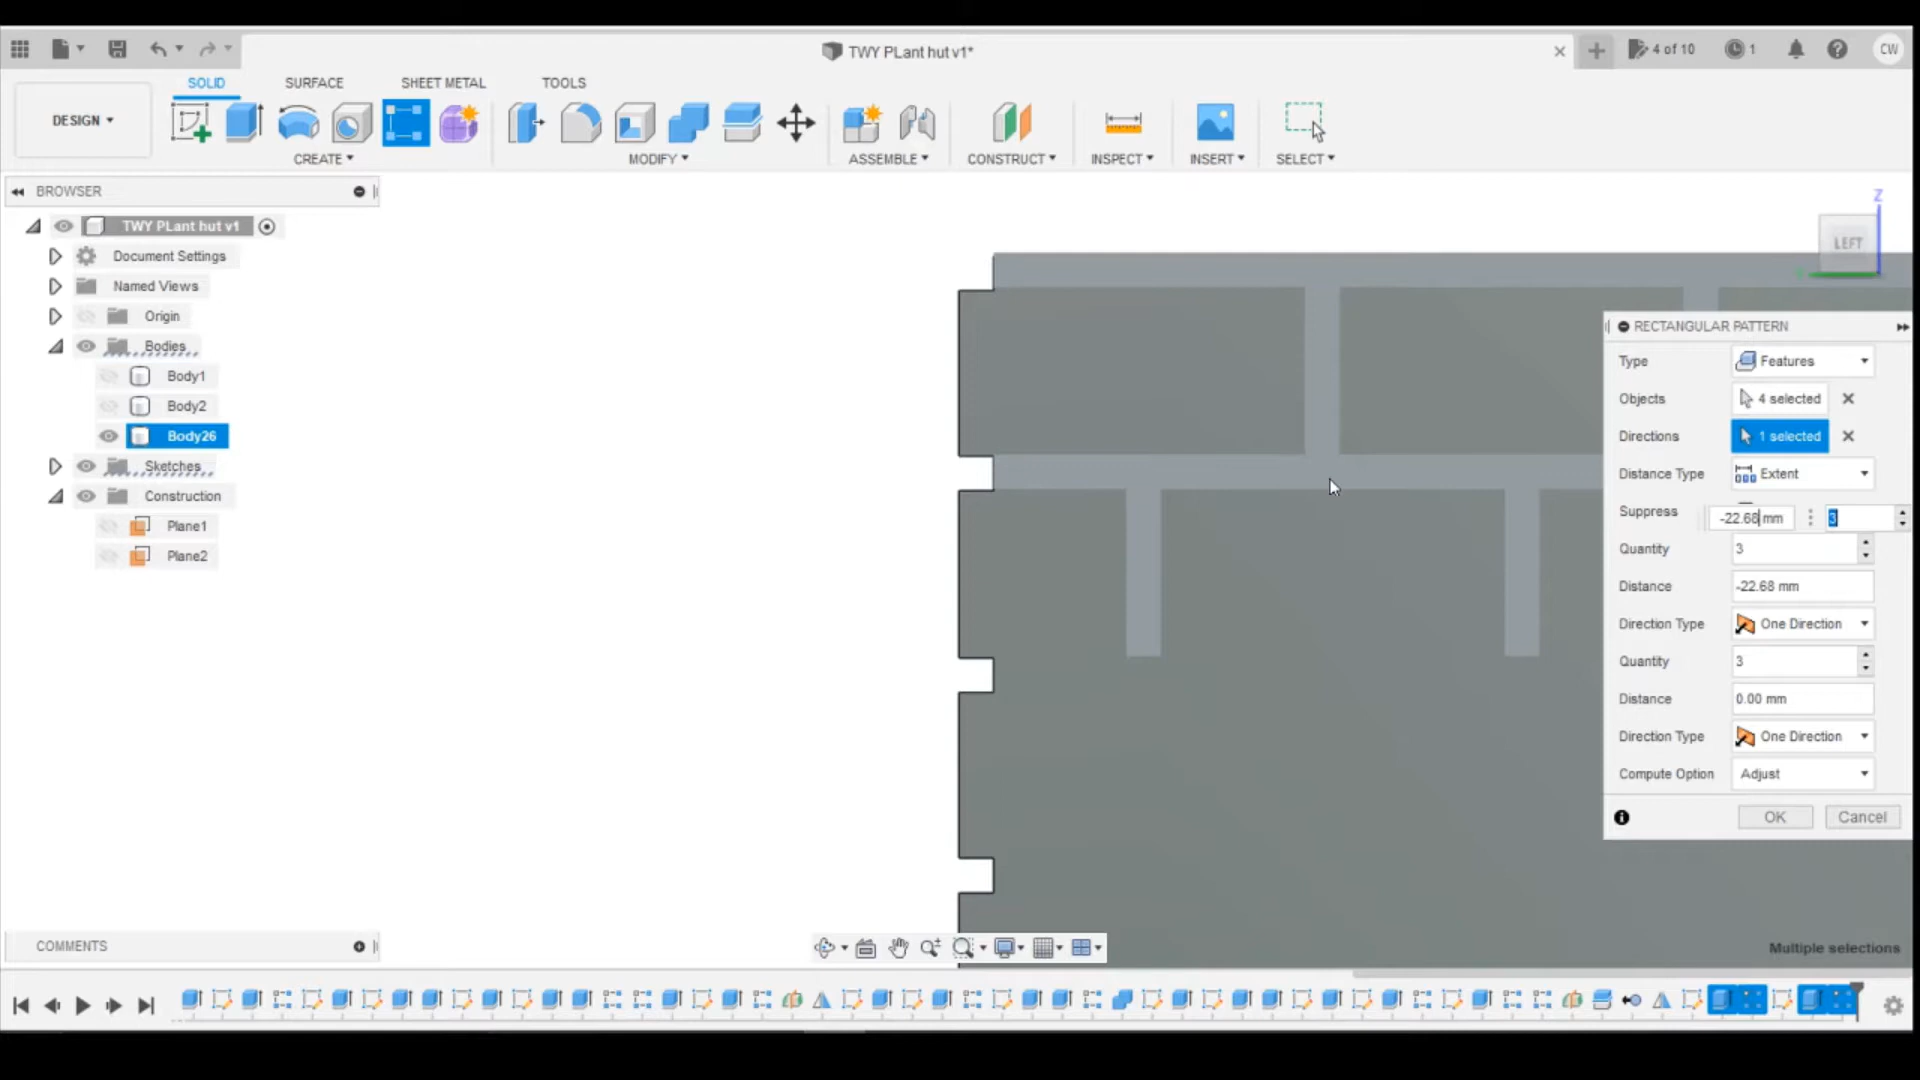 TWY PLant hut v1*
4 of 10
1
CW
DESIGN
SOLID
SURFACE
SHEET METAL
TOOLS
CREATE
MODIFY
ASSEMBLE
CONSTRUCT
INSPECT
INSERT
SELECT
BROWSER
TWY PLant hut v1
Document Settings
Named Views
Origin
Bodies
Body1
Body2
Body26
Sketches
Construction
Plane1
Plane2
Z
LEFT
RECTANGULAR PATTERN
Type Features
Objects 4 selected
Directions 1 selected
Distance Type Extent
Suppress
-22.68 mm 3
Quantity 3
Distance -22.68 mm
Direction Type One Direction
Quantity 3
Distance 0.00 mm
Direction Type One Direction
Compute Option Adjust
OK Cancel
Multiple selections
COMMENTS